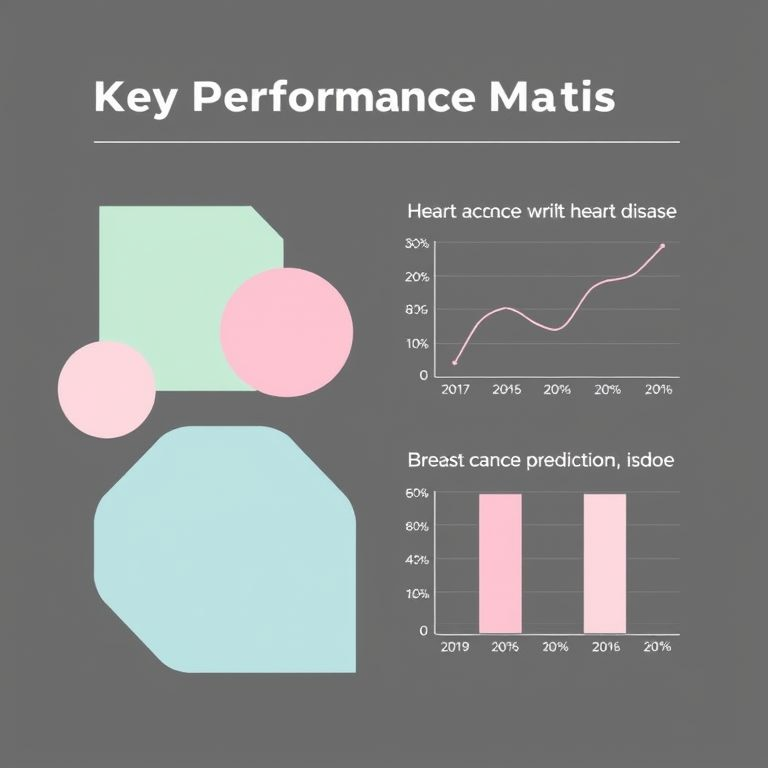 Key Performance Matis
Heart accnce wrilt heart disase
30%
20%
80%
10%
0
2017 2015 20% 20% 20%
Breast cance prediction, isdoe
60%
80%
40%
10%
0
2019 20% 20% 2016 20%